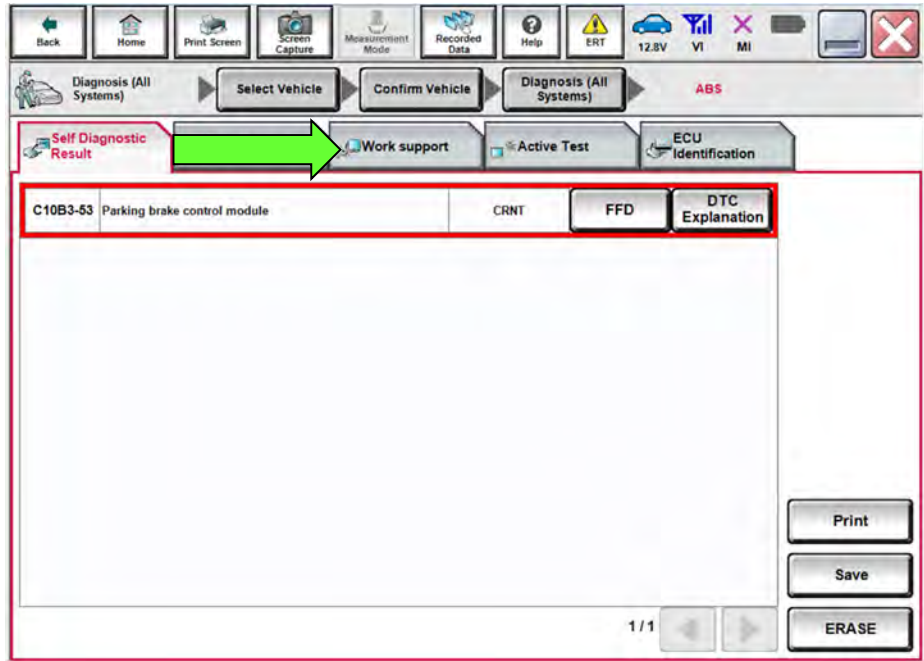 Back
Home
Print Screen
Screen
Capture
Measurement
Mode
Recorded
Data
Help
ERT
12.8V
VI
MI
Diagnosis (All
Systems)
Select Vehicle
Confirm Vehicle
Diagnosis (All
Systems)
ABS
Self Diagnostic
Result
Work support
Active Test
ECU
Identification
C10B3-53 Parking brake control module CRNT FFD
DTC
Explanation
Print
Save
1/1
ERASE